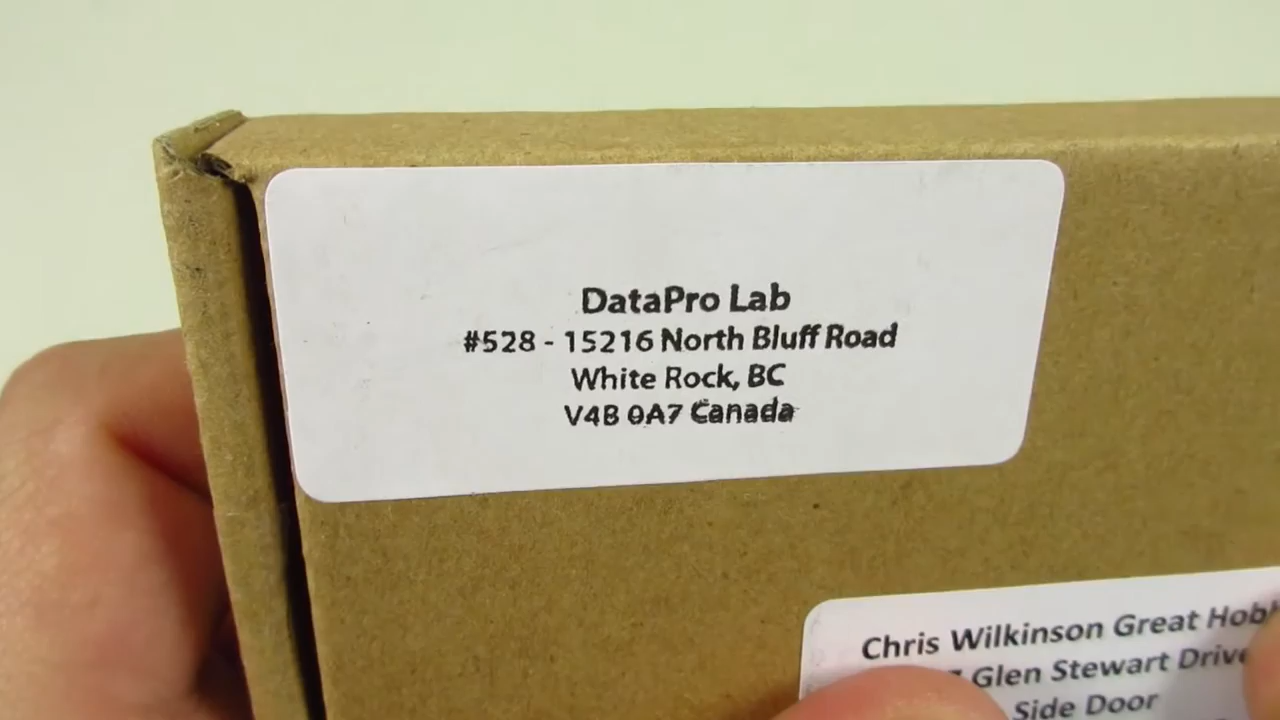 DataPro Lab
#528 - 15216 North Bluff Road
White Rock, BC
V4B 0A7 Canada
Chris Wilkinson Great
Glen Stewart Drive
Side Door